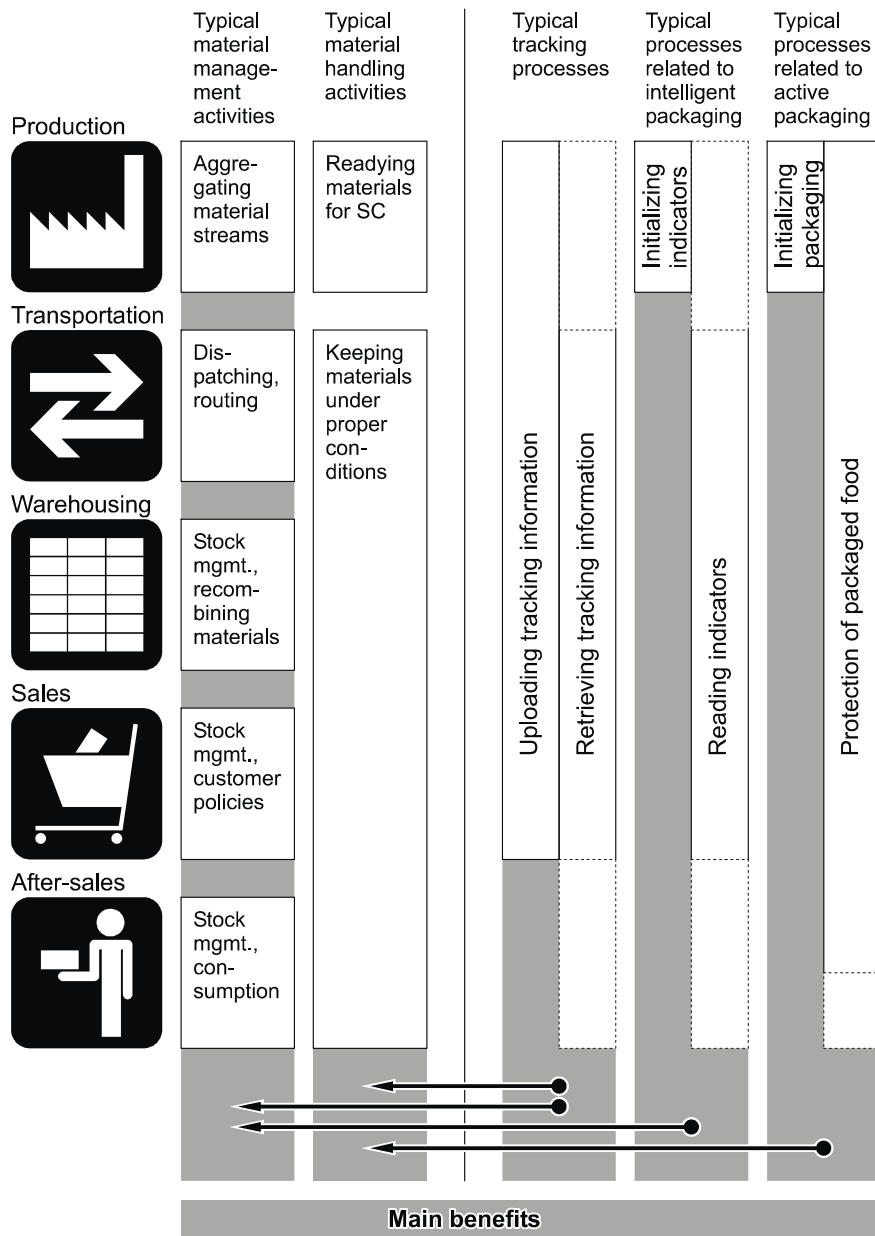 Typical
material
manage-
ment
activities
Typical
material
handling
activities
Typical
tracking
processes
Typical
processes
related to
intelligent
packaging
Typical
processes
related to
active
packaging
Production
Aggre-
gating
material
streams
Readying
materials
for SC
Initializing
indicators
Initializing
packaging
Transportation
Dis-
patching,
routing
Keeping
materials
under
proper
con-
ditions
Uploading tracking information
Retrieving tracking information
Reading indicators
Protection of packaged food
Warehousing
Stock
mgmt.,
recom-
bining
materials
Sales
Stock
mgmt.,
customer
policies
After-sales
Stock
mgmt.,
con-
sumption
Main benefits